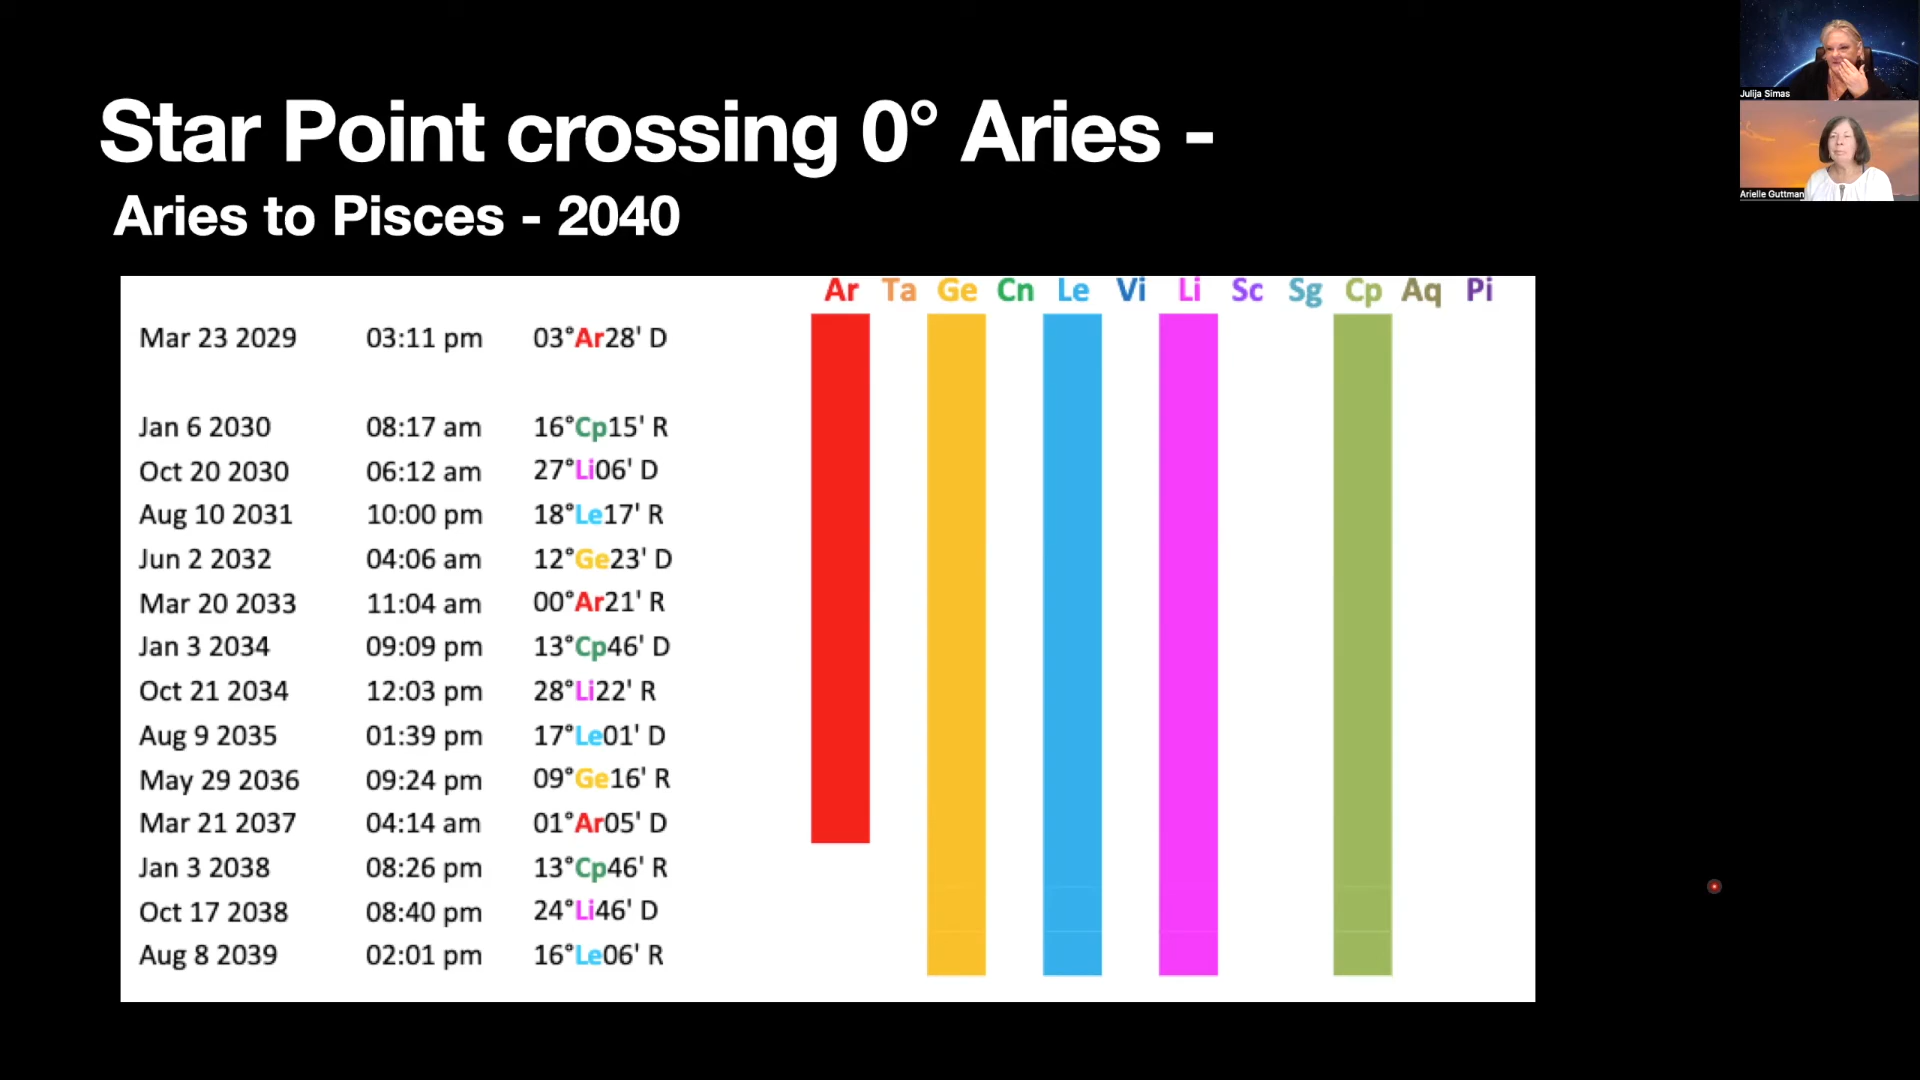 Star Point crossing 0° Aries -
Aries to Pisces - 2040
Julija Simas
Arielle Guttman
Ar Ta Ge Cn Le Vi Li Sc Sg Cp Aq Pi
Mar 23 2029 03:11 pm 03°Ar28' D
Jan 6 2030 08:17 am 16°Cp15' R
Oct 20 2030 06:12 am 27°Li06' D
Aug 10 2031 10:00 pm 18°Le17' R
Jun 2 2032 04:06 am 12°Ge23' D
Mar 20 2033 11:04 am 00°Ar21' R
Jan 3 2034 09:09 pm 13°Cp46' D
Oct 21 2034 12:03 pm 28°Li22' R
Aug 9 2035 01:39 pm 17°Le01' D
May 29 2036 09:24 pm 09°Ge16' R
Mar 21 2037 04:14 am 01°Ar05' D
Jan 3 2038 08:26 pm 13°Cp46' R
Oct 17 2038 08:40 pm 24°Li46' D
Aug 8 2039 02:01 pm 16°Le06' R